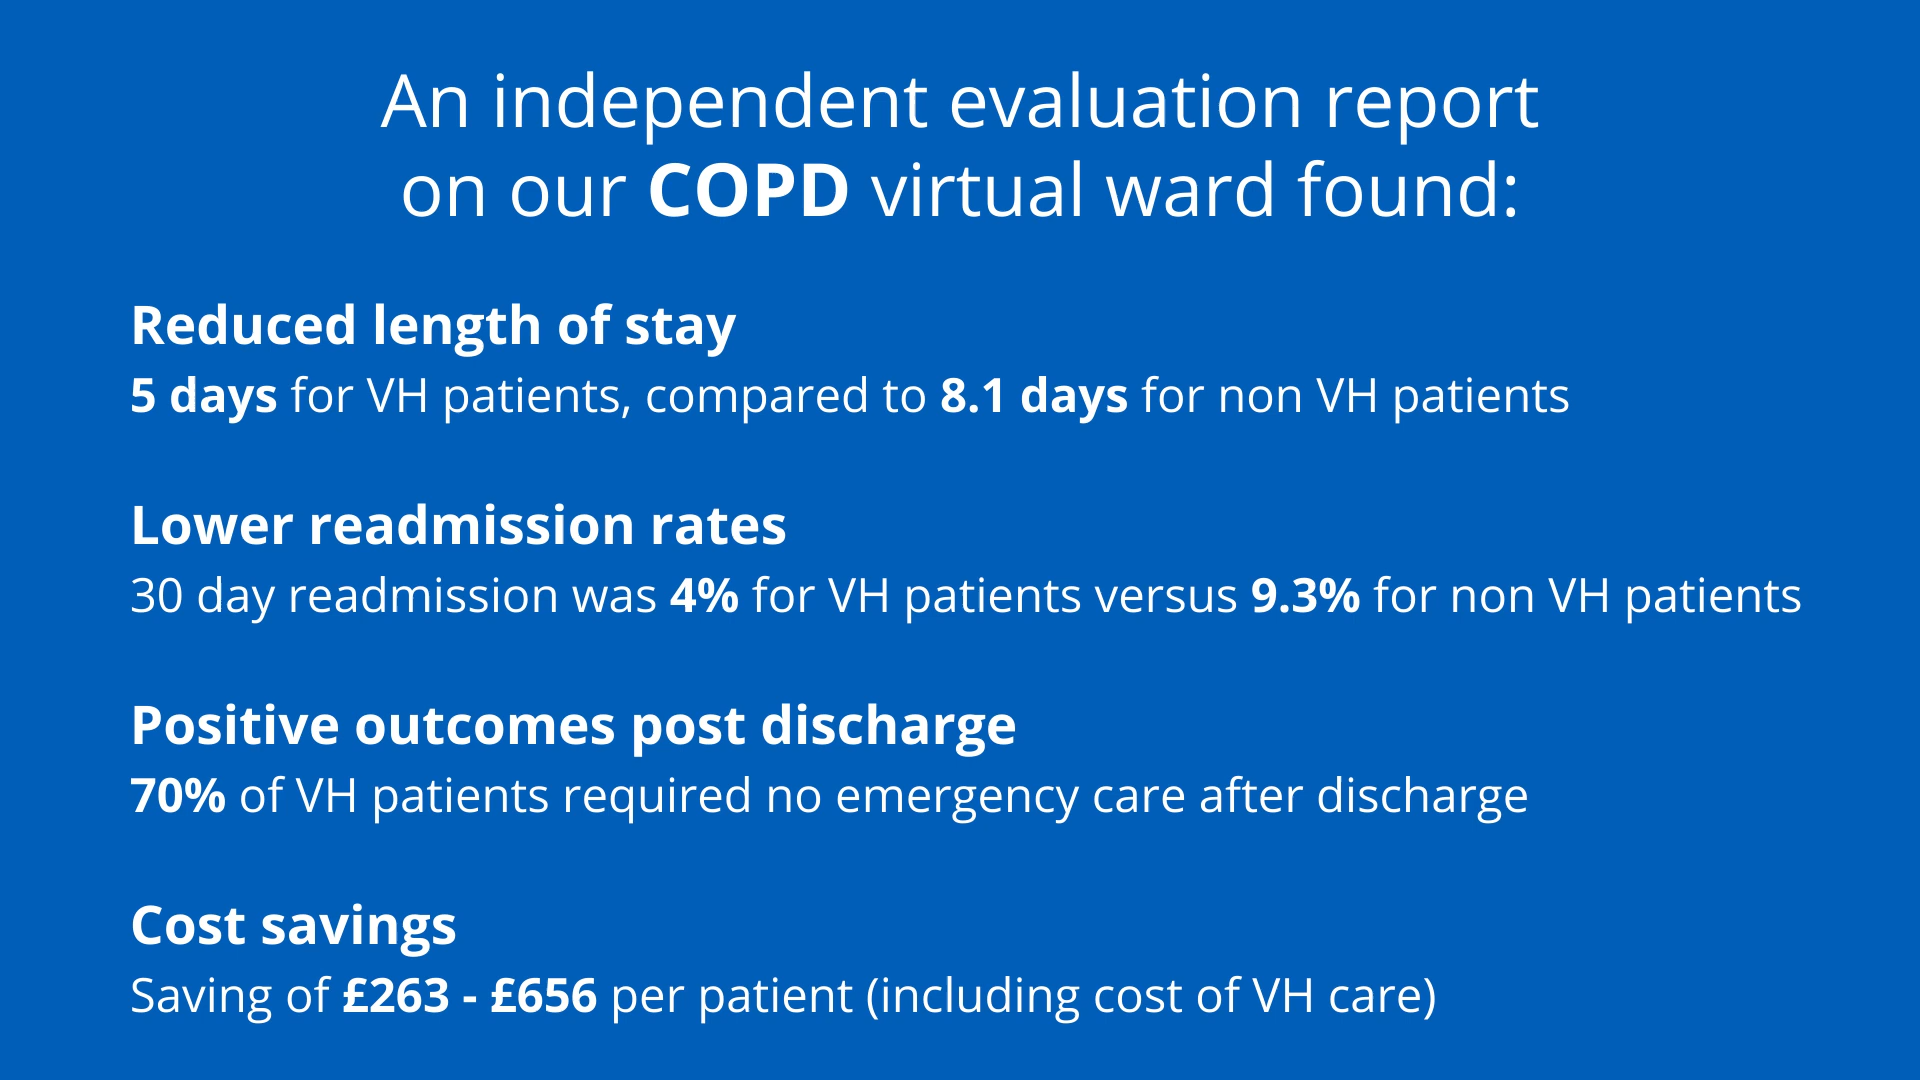 An independent evaluation report
on our COPD virtual ward found:
Reduced length of stay
5 days for VH patients, compared to 8.1 days for non VH patients
Lower readmission rates
30 day readmission was 4% for VH patients versus 9.3% for non VH patients
Positive outcomes post discharge
70% of VH patients required no emergency care after discharge
Cost savings
Saving of £263 - £656 per patient (including cost of VH care)